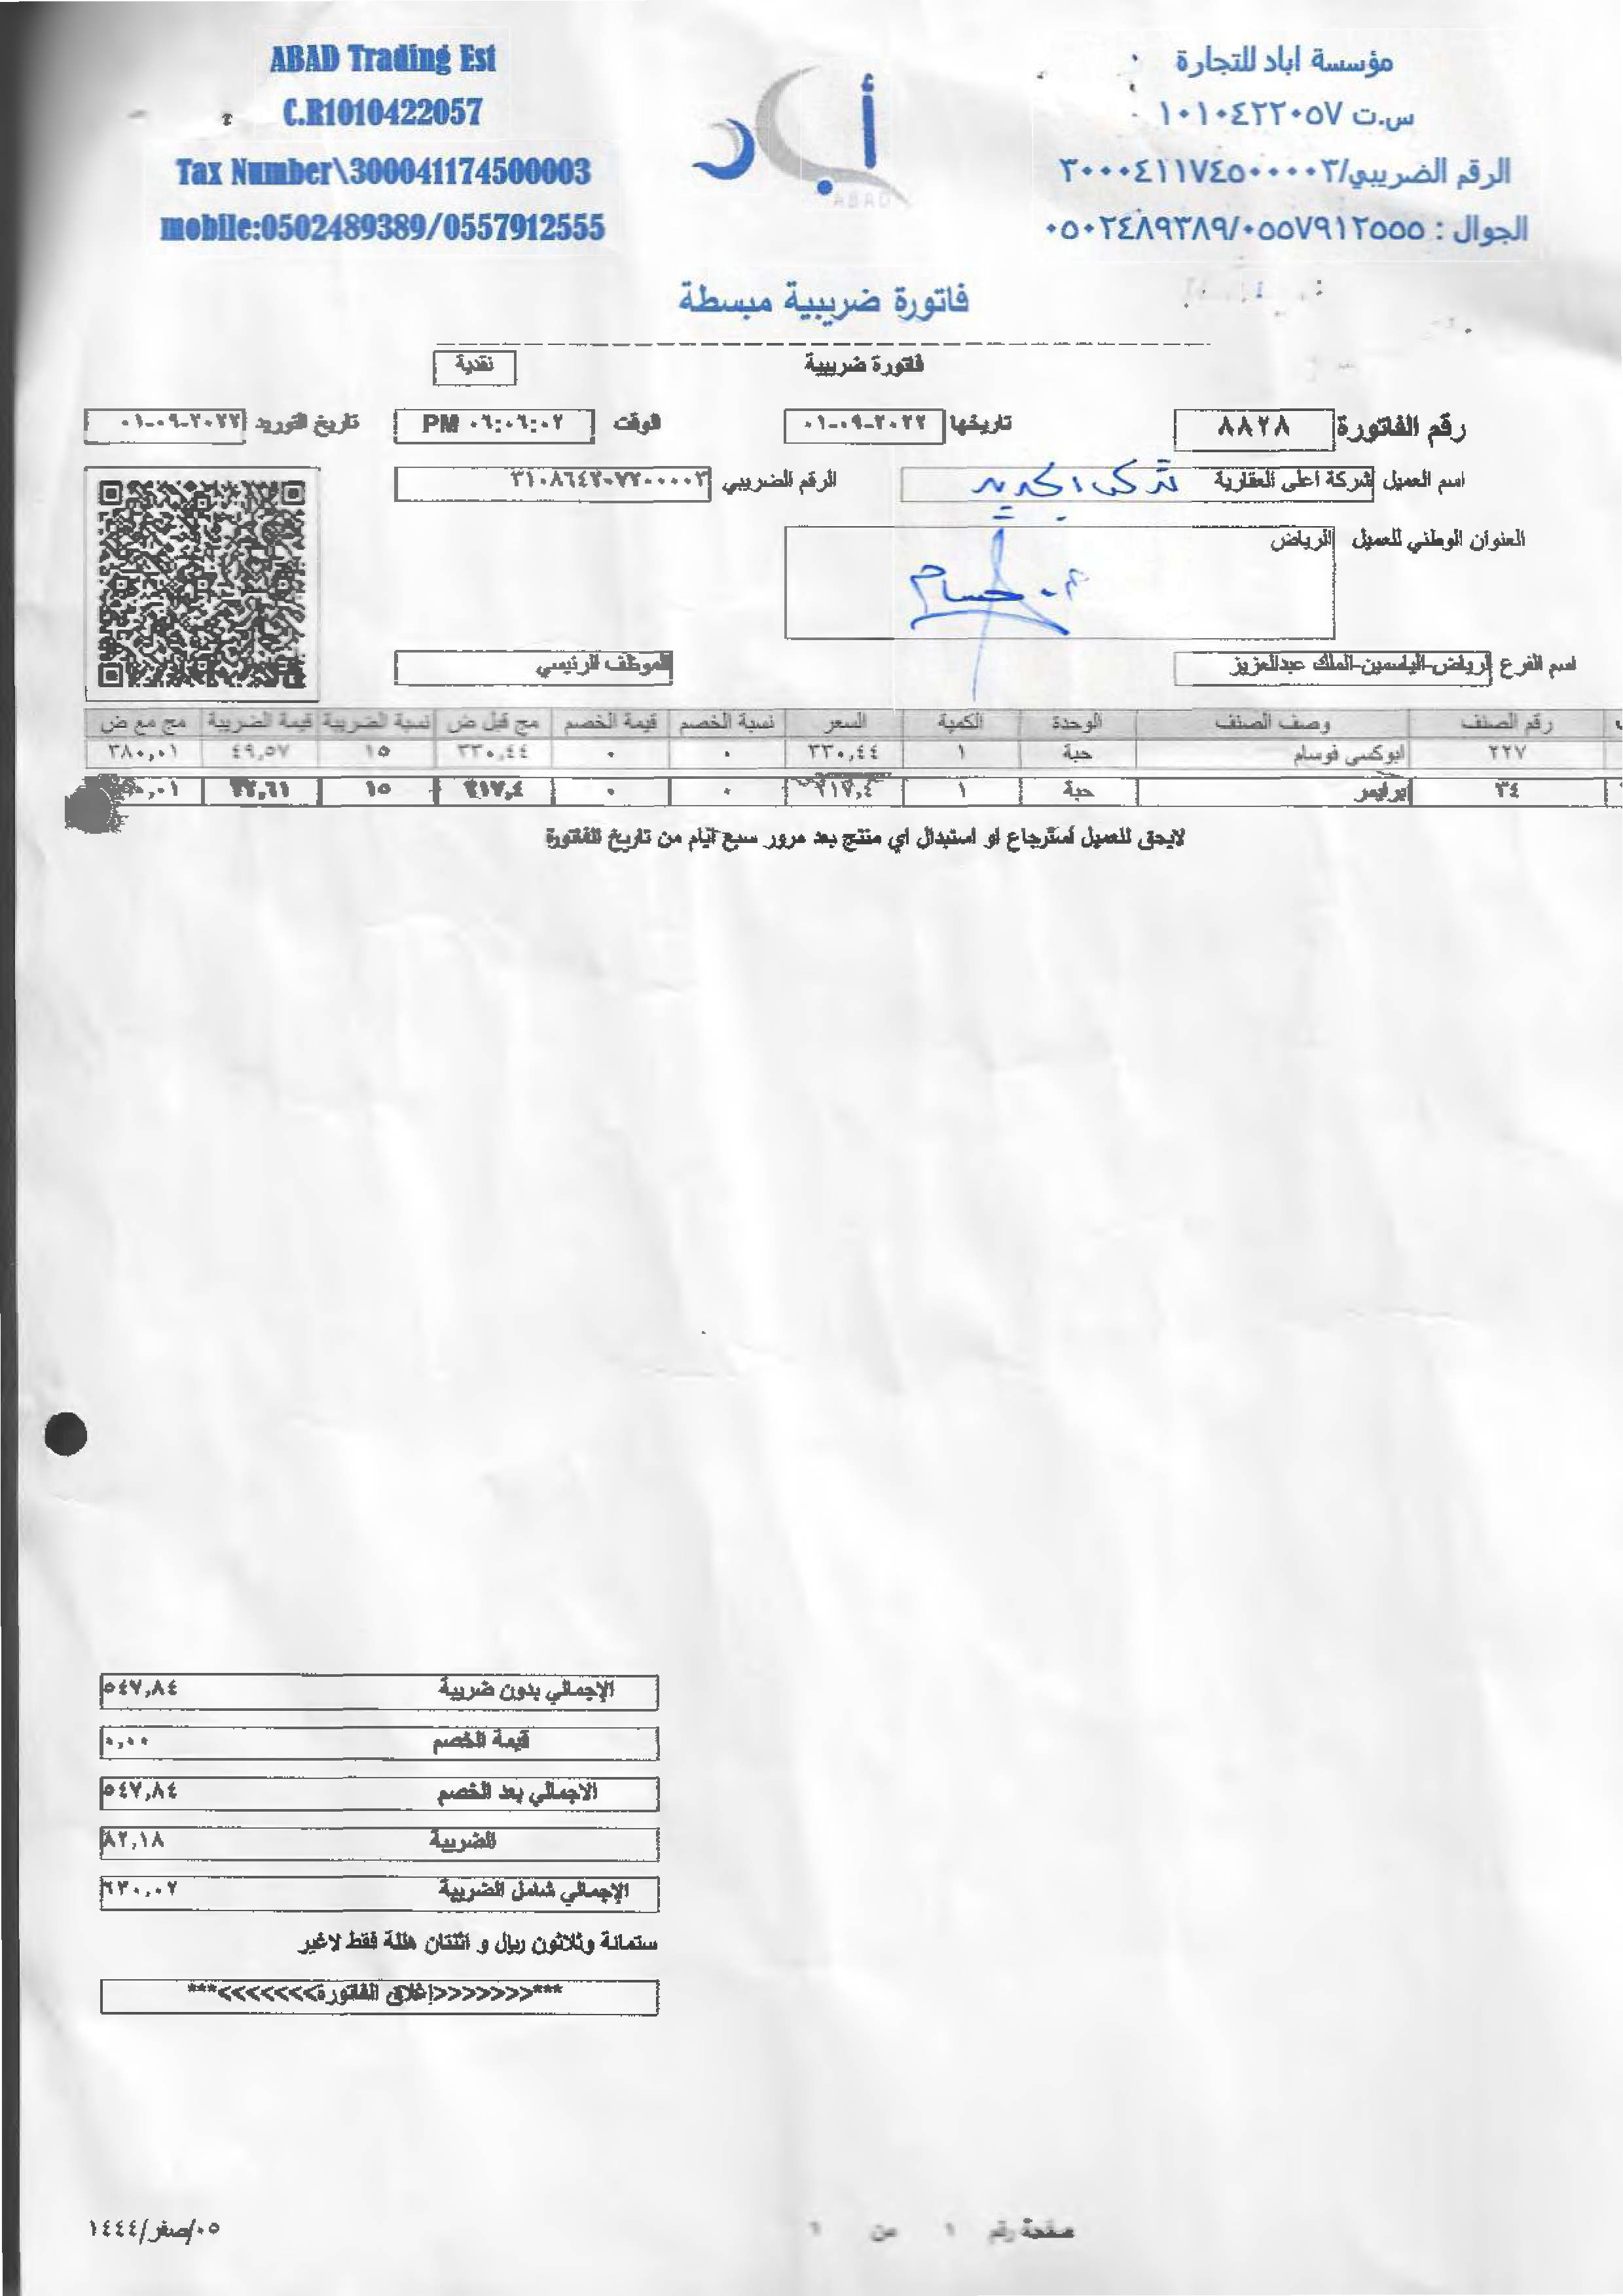 ABAD Trading Est
مؤسسة اباد للتجارة
C.R1010422057
س.ت ١٠١٠٤٢٢٠٥٧
Tax Number\300041174500003
الرقم الضريبي/٣٠٠٠٤١١٧٤٥٠٠٠٠٣
mobile:0502489389/0557912555
الجوال : ٠٥٠٢٤٨٩٣٨٩/٠٥٥٧٩١٢٥٥٥
أباد
ABAD
فاتورة ضريبية مبسطة
فاتورة ضريبية نقدية
رقم الفاتورة ٨٨٢٨ تاريخها ٠١-٠٩-٢٠٢٢ الوقت PM ٠٦:٠٦:٠٢ تاريخ التوريد ٠١-٠٩-٢٠٢٢
اسم العميل شركة اعلى العقارية الرقم الضريبي ٣١٠٨٦٤٣٠٧٢٠٠٠٠٣
العنوان الوطني للعميل الرياض
م. حسام
اسم الفرع الرياض-الياسمين-الملك عبدالعزيز الموظف الرئيسي
رقم الصنف وصف الصنف الوحدة الكمية السعر نسبة الخصم قيمة الخصم مج قبل ض نسبة الضريبة قيمة الضريبة مج مع ض
٢٢٧ ايوكسي فوسام حبة ١ ٣٣٠,٤٤ ٠ ٠ ٣٣٠,٤٤ ١٥ ٤٩,٥٧ ٣٨٠,٠١
٣٤ برايمر حبة ١ ٢١٧,٤ ٠ ٠ ٢١٧,٤ ١٥ ٣٢,٦١
لايحق للعميل أسترجاع او استبدال اي منتج بعد مرور سبع ايام من تاريخ الفاتورة
الإجمالي بدون ضريبة ٥٤٧,٨٤
قيمة الخصم ٠,٠٠
الاجمالي بعد الخصم ٥٤٧,٨٤
الضريبة ٨٢,١٨
الإجمالي شامل الضريبة ٦٣٠,٠٢
ستمائة وثلاثون ريال و اثنتان هللة فقط لاغير
***<<<<<<<إغلاق الفاتورة>>>>>>>***
صفحة رقم ١ من ١
٠٥/صفر/١٤٤٤